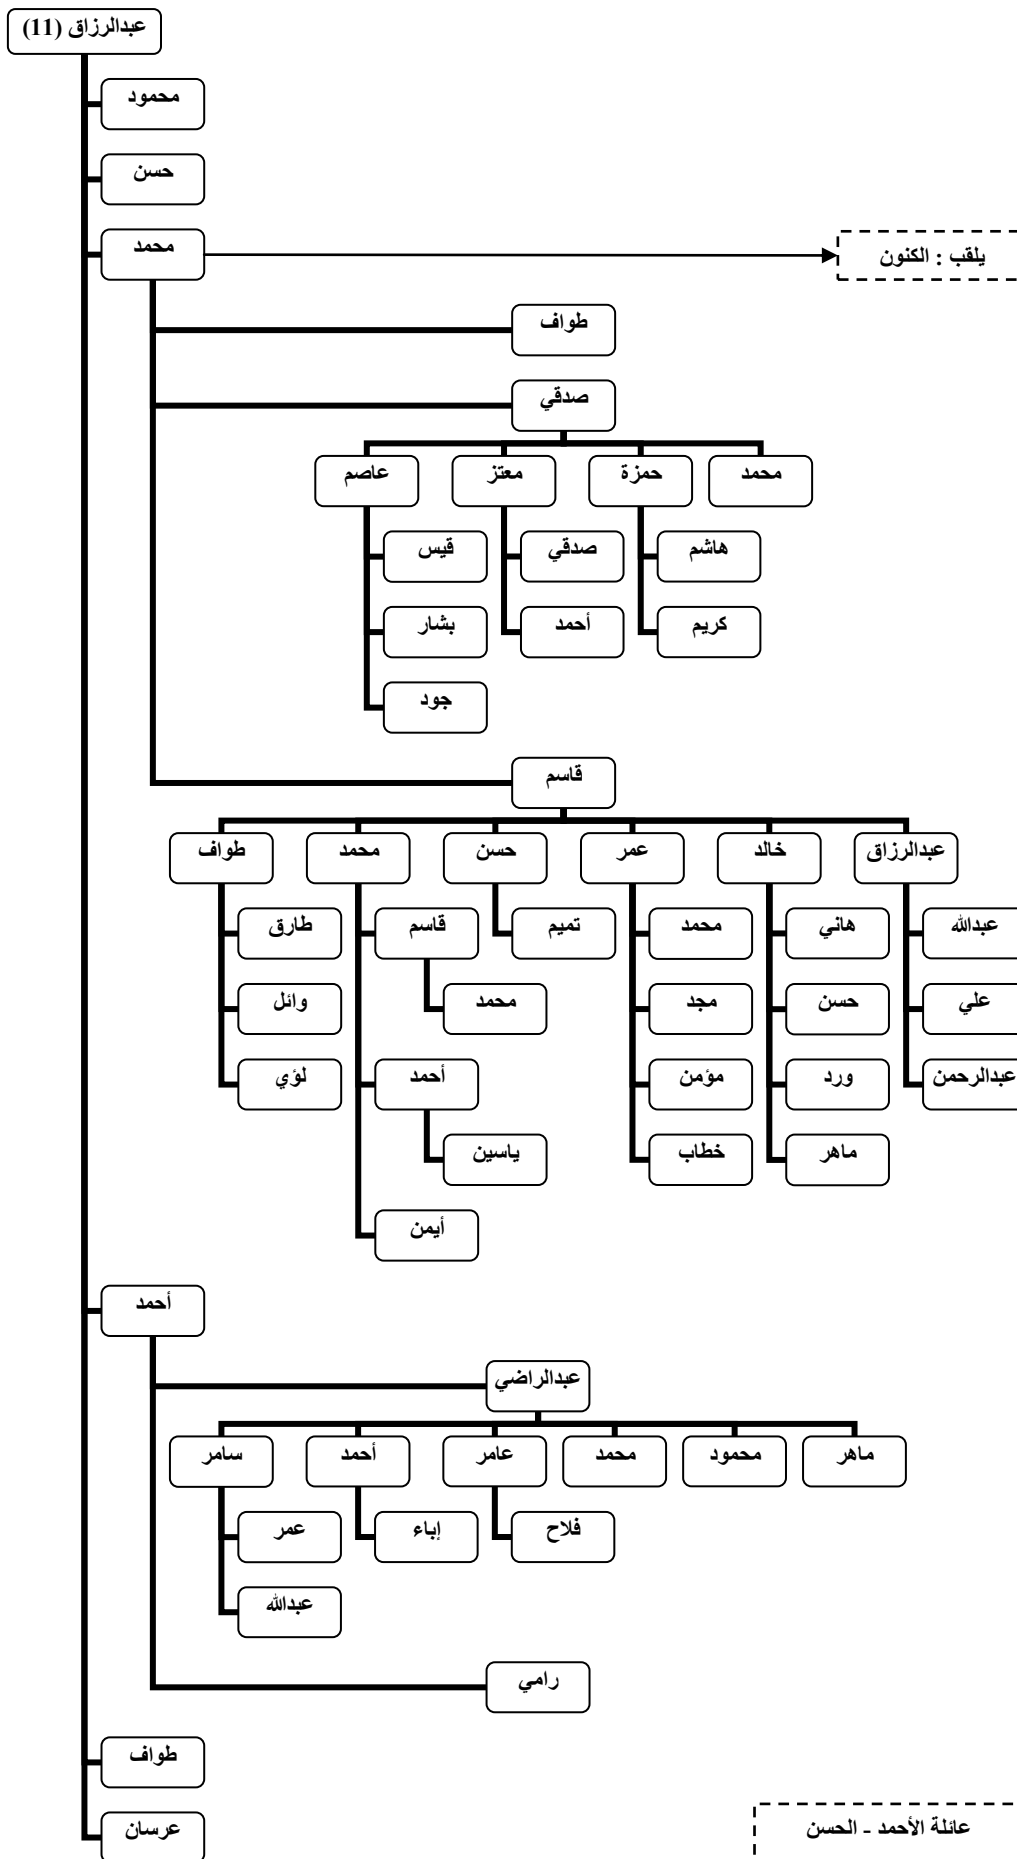 عبدالرزاق (11)
محمود
حسن
محمد
يلقب : الكنون
طواف
صدقي
محمد
حمزة
معتز
عاصم
هاشم
صدقي
قيس
كريم
أحمد
بشار
جود
قاسم
عبدالرزاق
خالد
عمر
حسن
محمد
طواف
عبدالله
هاني
محمد
تميم
قاسم
طارق
علي
حسن
مجد
محمد
وائل
عبدالرحمن
ورد
مؤمن
أحمد
لؤي
ماهر
خطاب
ياسين
أيمن
أحمد
عبدالراضي
ماهر
محمود
محمد
عامر
أحمد
سامر
فلاح
إباء
عمر
عبدالله
رامي
طواف
عرسان
عائلة الأحمد - الحسن